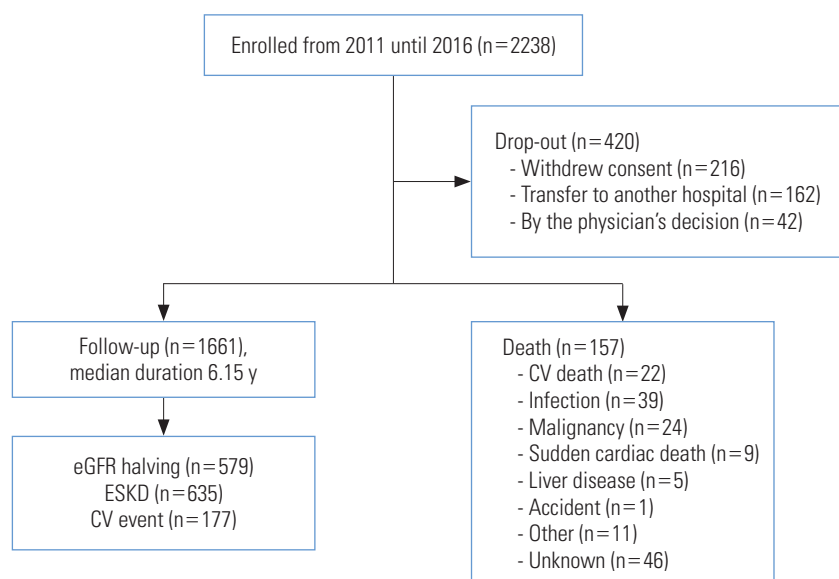 Enrolled from 2011 until 2016 (n=2238)
Drop-out (n=420)
- Withdrew consent (n=216)
- Transfer to another hospital (n=162)
- By the physician's decision (n=42)
Follow-up (n=1661),
median duration 6.15 y
eGFR halving (n=579)
ESKD (n=635)
CV event (n=177)
Death (n=157)
- CV death (n=22)
- Infection (n=39)
- Malignancy (n=24)
- Sudden cardiac death (n=9)
- Liver disease (n=5)
- Accident (n=1)
- Other (n=11)
- Unknown (n=46)